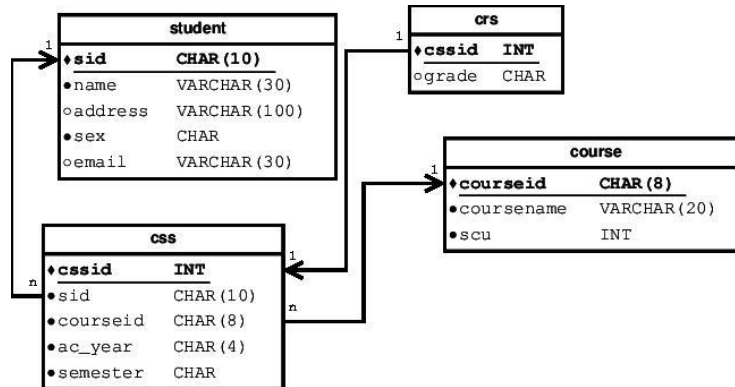 student
sid CHAR(10)
name VARCHAR(30)
address VARCHAR(100)
sex CHAR
email VARCHAR(30)
crs
cssid INT
grade CHAR
course
courseid CHAR(8)
coursename VARCHAR(20)
scu INT
css
cssid INT
sid CHAR(10)
courseid CHAR(8)
ac_year CHAR(4)
semester CHAR
1
1
1
1
n
n